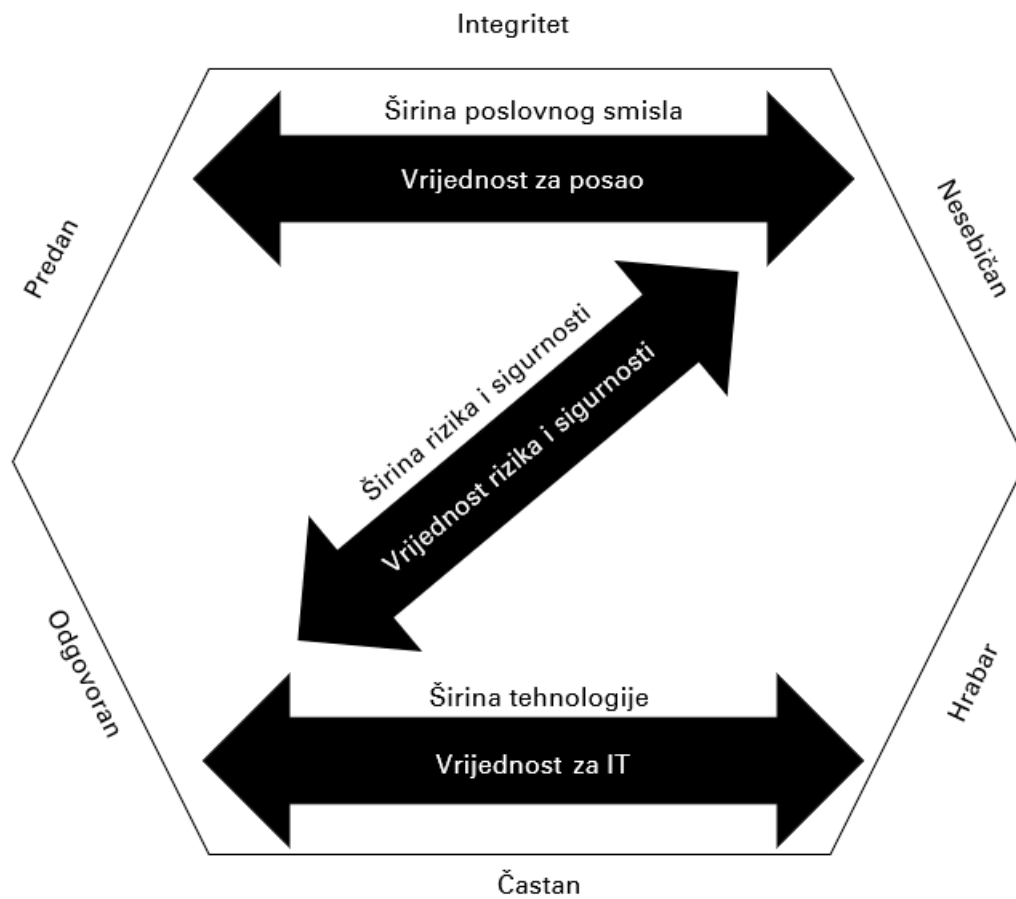 Integritet
Širina poslovnog smisla
Vrijednost za posao
Predan
Nesebičan
Širina rizika i sigurnosti
Vrijednost rizika i sigurnosti
Odgovoran
Hrabar
Širina tehnologije
Vrijednost za IT
Častan